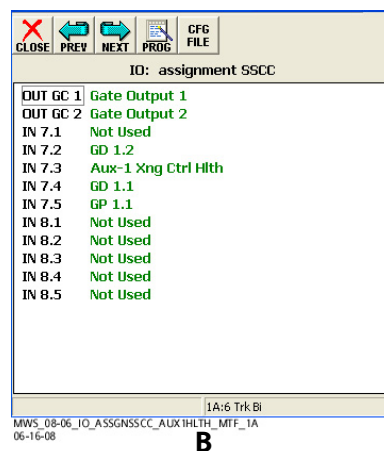 CLOSE PREV NEXT PROG CFG FILE
IO: assignment SSCC
OUT GC 1 Gate Output 1
OUT GC 2 Gate Output 2
IN 7.1 Not Used
IN 7.2 GD 1.2
IN 7.3 Aux-1 Xng Ctrl Hlth
IN 7.4 GD 1.1
IN 7.5 GP 1.1
IN 8.1 Not Used
IN 8.2 Not Used
IN 8.3 Not Used
IN 8.4 Not Used
IN 8.5 Not Used
1A:6 Trk Bi
MWS_08-06_IO_ASSGNSSCC_AUX1HLTH_MTF_1A
06-16-08
B